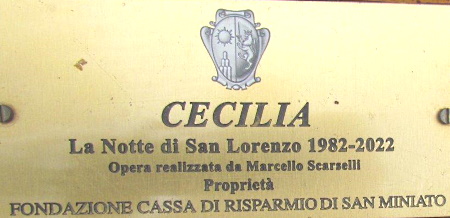 CECILIA
La Notte di San Lorenzo 1982-2022
Opera realizzata da Marcello Scarselli
Proprietà
FONDAZIONE CASSA DI RISPARMIO DI SAN MINIATO